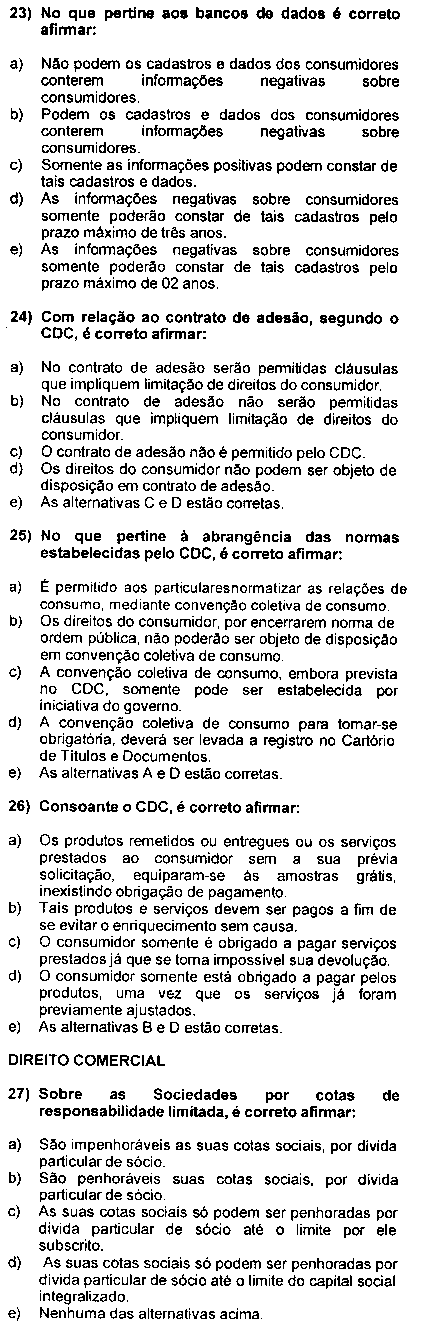 23) No que pertine aos bancos de dados é correto
afirmar:
a) Não podem os cadastros e dados dos consumidores
conterem informações negativas sobre
consumidores.
b) Podem os cadastros e dados dos consumidores
conterem informações negativas sobre
consumidores.
c) Somente as informações positivas podem constar de
tais cadastros e dados.
d) As informações negativas sobre consumidores
somente poderão constar de tais cadastros pelo
prazo máximo de três anos.
e) As informações negativas sobre consumidores
somente poderão constar de tais cadastros pelo
prazo máximo de 02 anos.
24) Com relação ao contrato de adesão, segundo o
CDC, é correto afirmar:
a) No contrato de adesão serão permitidas cláusulas
que impliquem limitação de direitos do consumidor.
b) No contrato de adesão não serão permitidas
cláusulas que impliquem limitação de direitos do
consumidor.
c) O contrato de adesão não é permitido pelo CDC.
d) Os direitos do consumidor não podem ser objeto de
disposição em contrato de adesão.
e) As alternativas C e D estão corretas.
25) No que pertine à abrangência das normas
estabelecidas pelo CDC, é correto afirmar:
a) É permitido aos particularesnormatizar as relações de
consumo, mediante convenção coletiva de consumo.
b) Os direitos do consumidor, por encerrarem norma de
ordem pública, não poderão ser objeto de disposição
em convenção coletiva de consumo.
c) A convenção coletiva de consumo, embora prevista
no CDC, somente pode ser estabelecida por
iniciativa do governo.
d) A convenção coletiva de consumo para tornar-se
obrigatória, deverá ser levada a registro no Cartório
de Títulos e Documentos.
e) As alternativas A e D estão corretas.
26) Consoante o CDC, é correto afirmar:
a) Os produtos remetidos ou entregues ou os serviços
prestados ao consumidor sem a sua prévia
solicitação, equiparam-se às amostras grátis,
inexistindo obrigação de pagamento.
b) Tais produtos e serviços devem ser pagos a fim de
se evitar o enriquecimento sem causa.
c) O consumidor somente é obrigado a pagar serviços
prestados já que se torna impossível sua devolução.
d) O consumidor somente está obrigado a pagar pelos
produtos, uma vez que os serviços já foram
previamente ajustados.
e) As alternativas B e D estão corretas.
DIREITO COMERCIAL
27) Sobre as Sociedades por cotas de
responsabilidade limitada, é correto afirmar:
a) São impenhoráveis as suas cotas sociais, por dívida
particular de sócio.
b) São penhoráveis suas cotas sociais, por dívida
particular de sócio.
c) As suas cotas sociais só podem ser penhoradas por
dívida particular de sócio até o limite por ele
subscrito.
d) As suas cotas sociais só podem ser penhoradas por
divida particular de sócio até o limite do capital social
integralizado.
e) Nenhuma das alternativas acima.